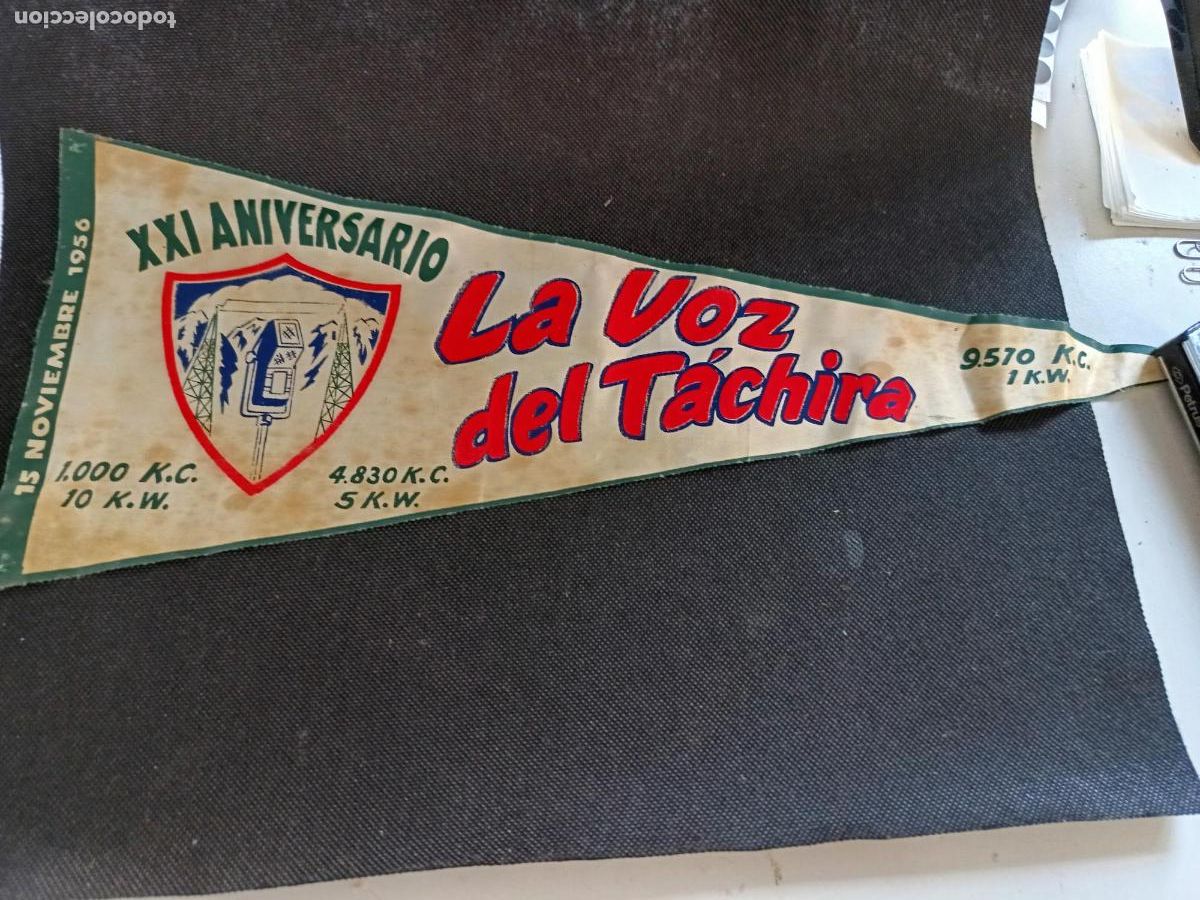 todocoleccion
15 NOVIEMBRE 1956
XXI ANIVERSARIO
La Voz
del Táchira
1.000 K.C.
10 K.W.
4.830 K.C.
5 K.W.
9.570 K.C.
1 K.W.